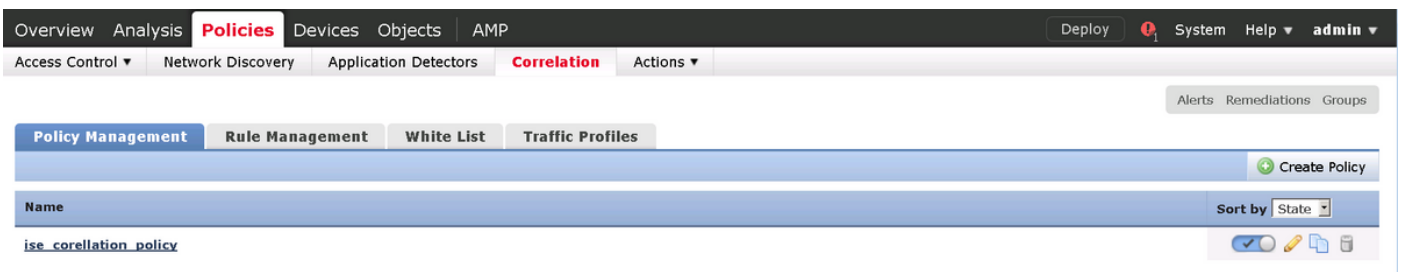 Overview Analysis Policies Devices Objects AMP Deploy 1 System Help admin
Access Control Network Discovery Application Detectors Correlation Actions
Alerts Remediations Groups
Policy Management Rule Management White List Traffic Profiles
Create Policy
Name Sort by State
ise_corellation_policy